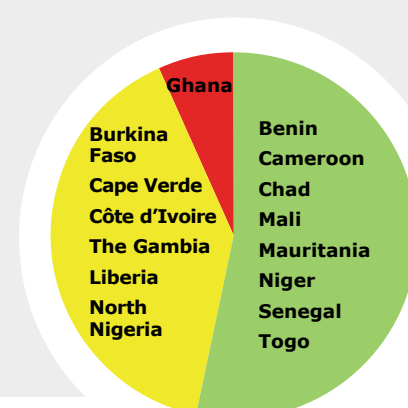 Ghana
Burkina
Faso
Cape Verde
Côte d’Ivoire
The Gambia
Liberia
North
Nigeria
Benin
Cameroon
Chad
Mali
Mauritania
Niger
Senegal
Togo